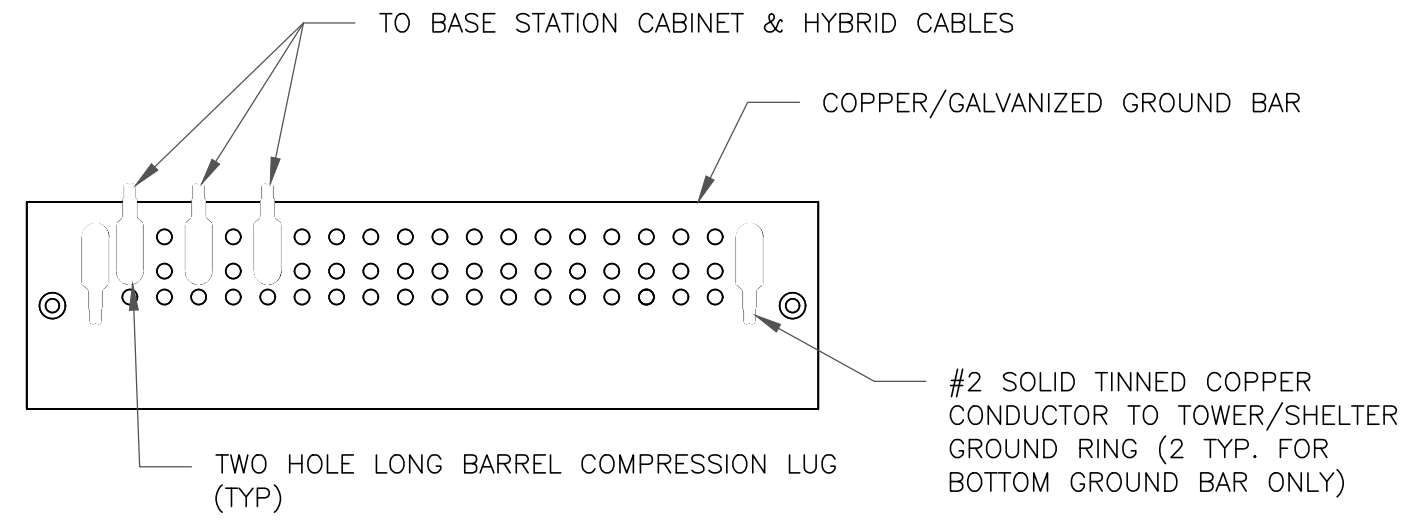 TO BASE STATION CABINET & HYBRID CABLES
COPPER/GALVANIZED GROUND BAR
#2 SOLID TINNED COPPER
CONDUCTOR TO TOWER/SHELTER
GROUND RING (2 TYP. FOR
BOTTOM GROUND BAR ONLY)
TWO HOLE LONG BARREL COMPRESSION LUG
(TYP)